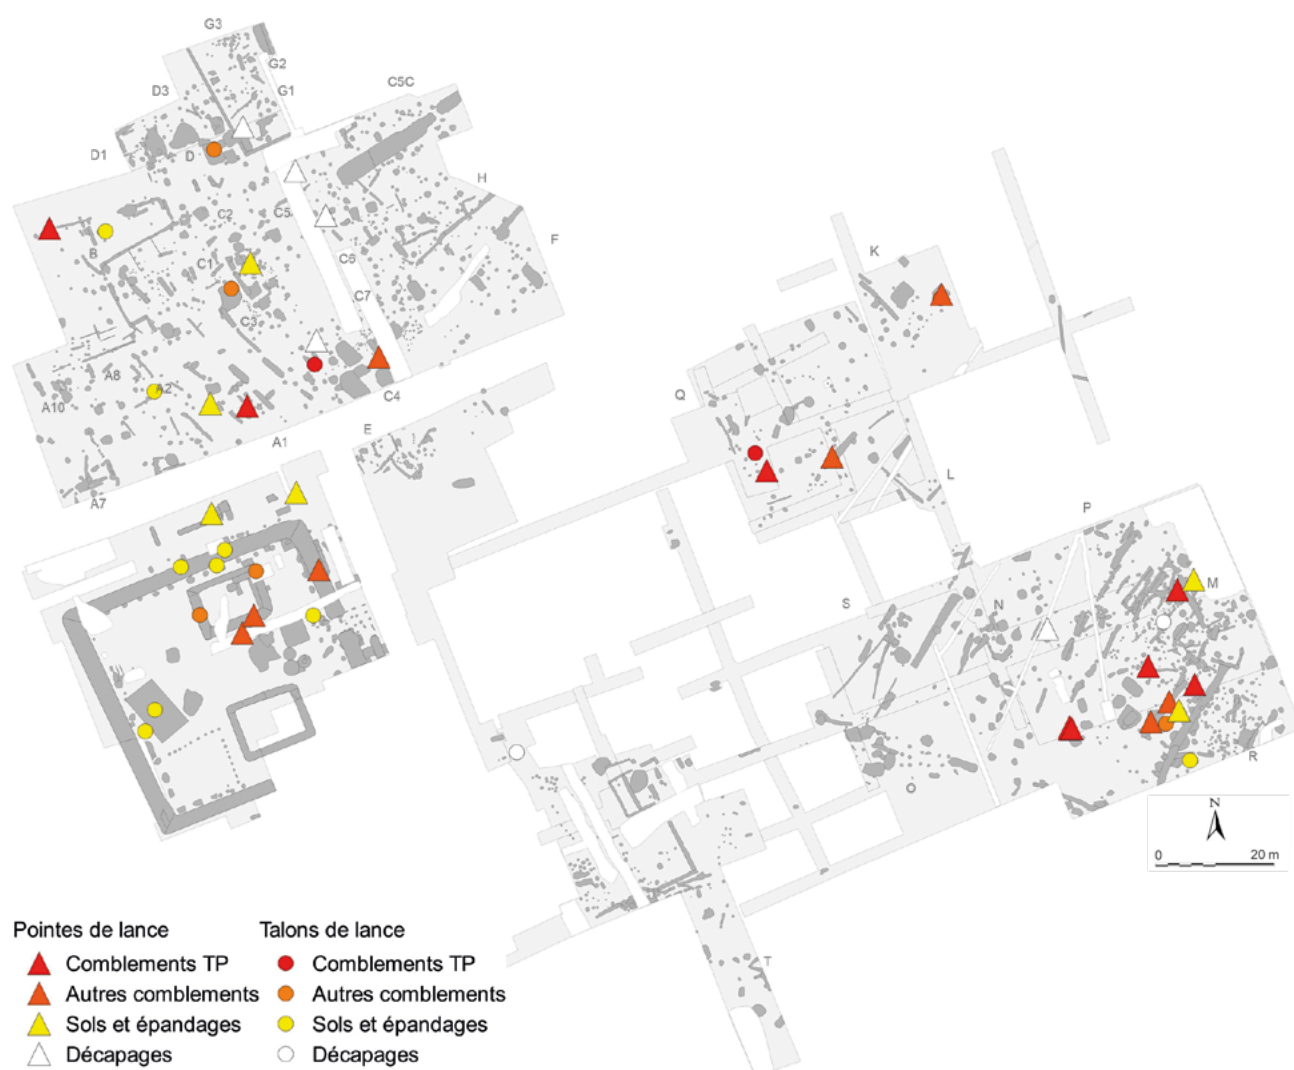 G3
G2
D3
G1
C5C
D1
D
H
C2
C5
F
B
C6
K
C1
C7
C3
A8
A2
A10
C4
Q
E
A1
L
A7
P
M
S
N
R
O
T
N
0 20 m
Pointes de lance Talons de lance
Comblements TP Comblements TP
Autres comblements Autres comblements
Sols et épandages Sols et épandages
Décapages Décapages